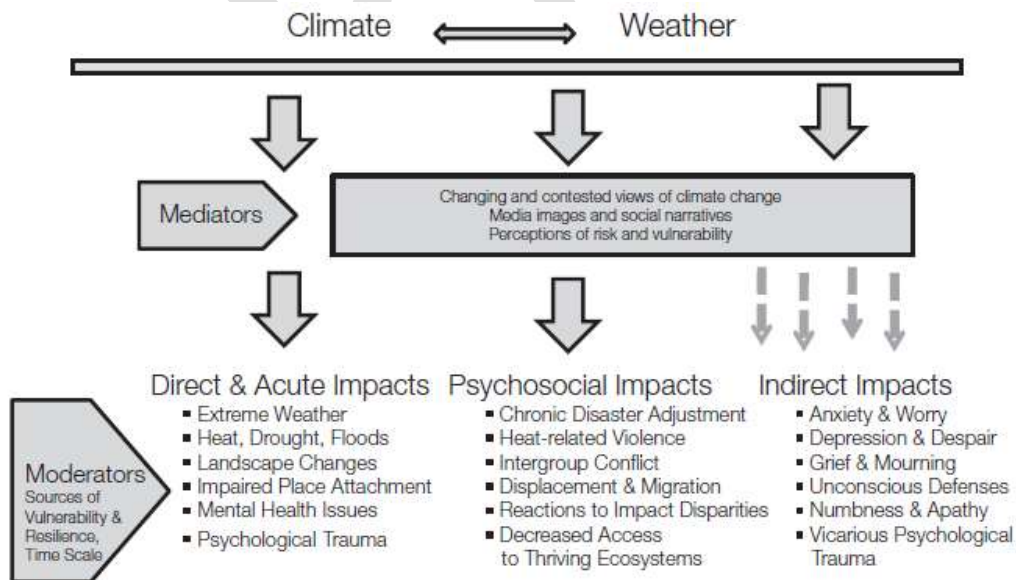 Climate Weather
Mediators
Changing and contested views of climate change
Media images and social narratives
Perceptions of risk and vulnerability
Direct & Acute Impacts
▪ Extreme Weather
▪ Heat, Drought, Floods
▪ Landscape Changes
▪ Impaired Place Attachment
▪ Mental Health Issues
▪ Psychological Trauma
Psychosocial Impacts
▪ Chronic Disaster Adjustment
▪ Heat-related Violence
▪ Intergroup Conflict
▪ Displacement & Migration
▪ Reactions to Impact Disparities
▪ Decreased Access
to Thriving Ecosystems
Indirect Impacts
▪ Anxiety & Worry
▪ Depression & Despair
▪ Grief & Mourning
▪ Unconscious Defenses
▪ Numbness & Apathy
▪ Vicarious Psychological
Trauma
Moderators
Sources of
Vulnerability &
Resilience,
Time Scale